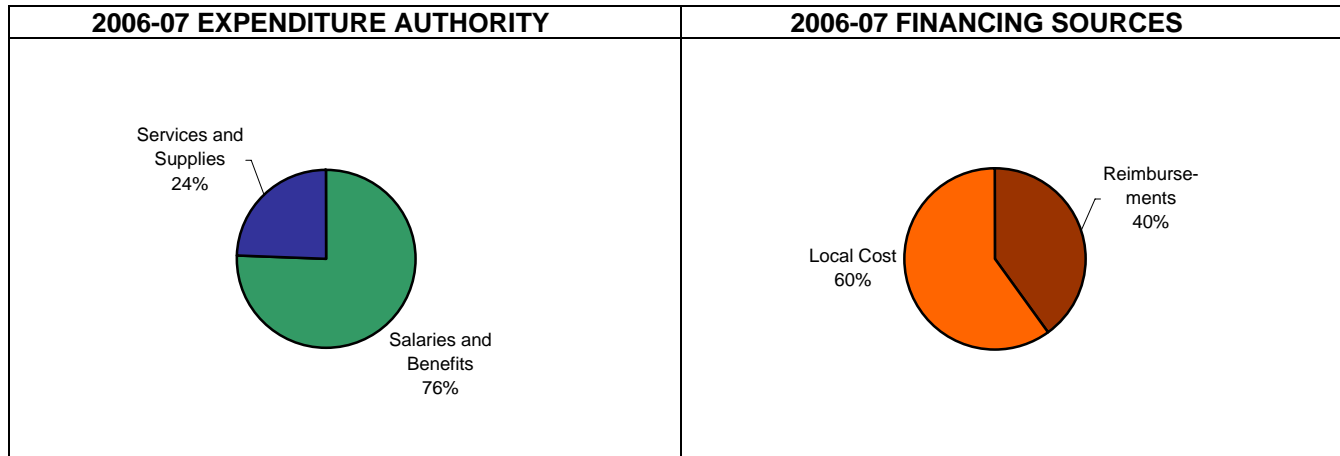 2006-07 EXPENDITURE AUTHORITY
Services and
Supplies
24%
Salaries and
Benefits
76%
2006-07 FINANCING SOURCES
Reimburse-
ments
40%
Local Cost
60%